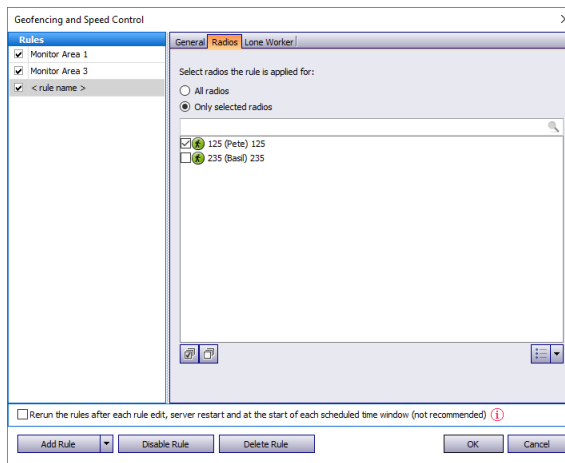 Geofencing and Speed Control
Rules
Monitor Area 1
Monitor Area 3
< rule name >
General Radios Lone Worker
Select radios the rule is applied for:
All radios
Only selected radios
125 (Pete) 125
235 (Basil) 235
Rerun the rules after each rule edit, server restart and at the start of each scheduled time window (not recommended)
Add Rule Disable Rule Delete Rule OK Cancel